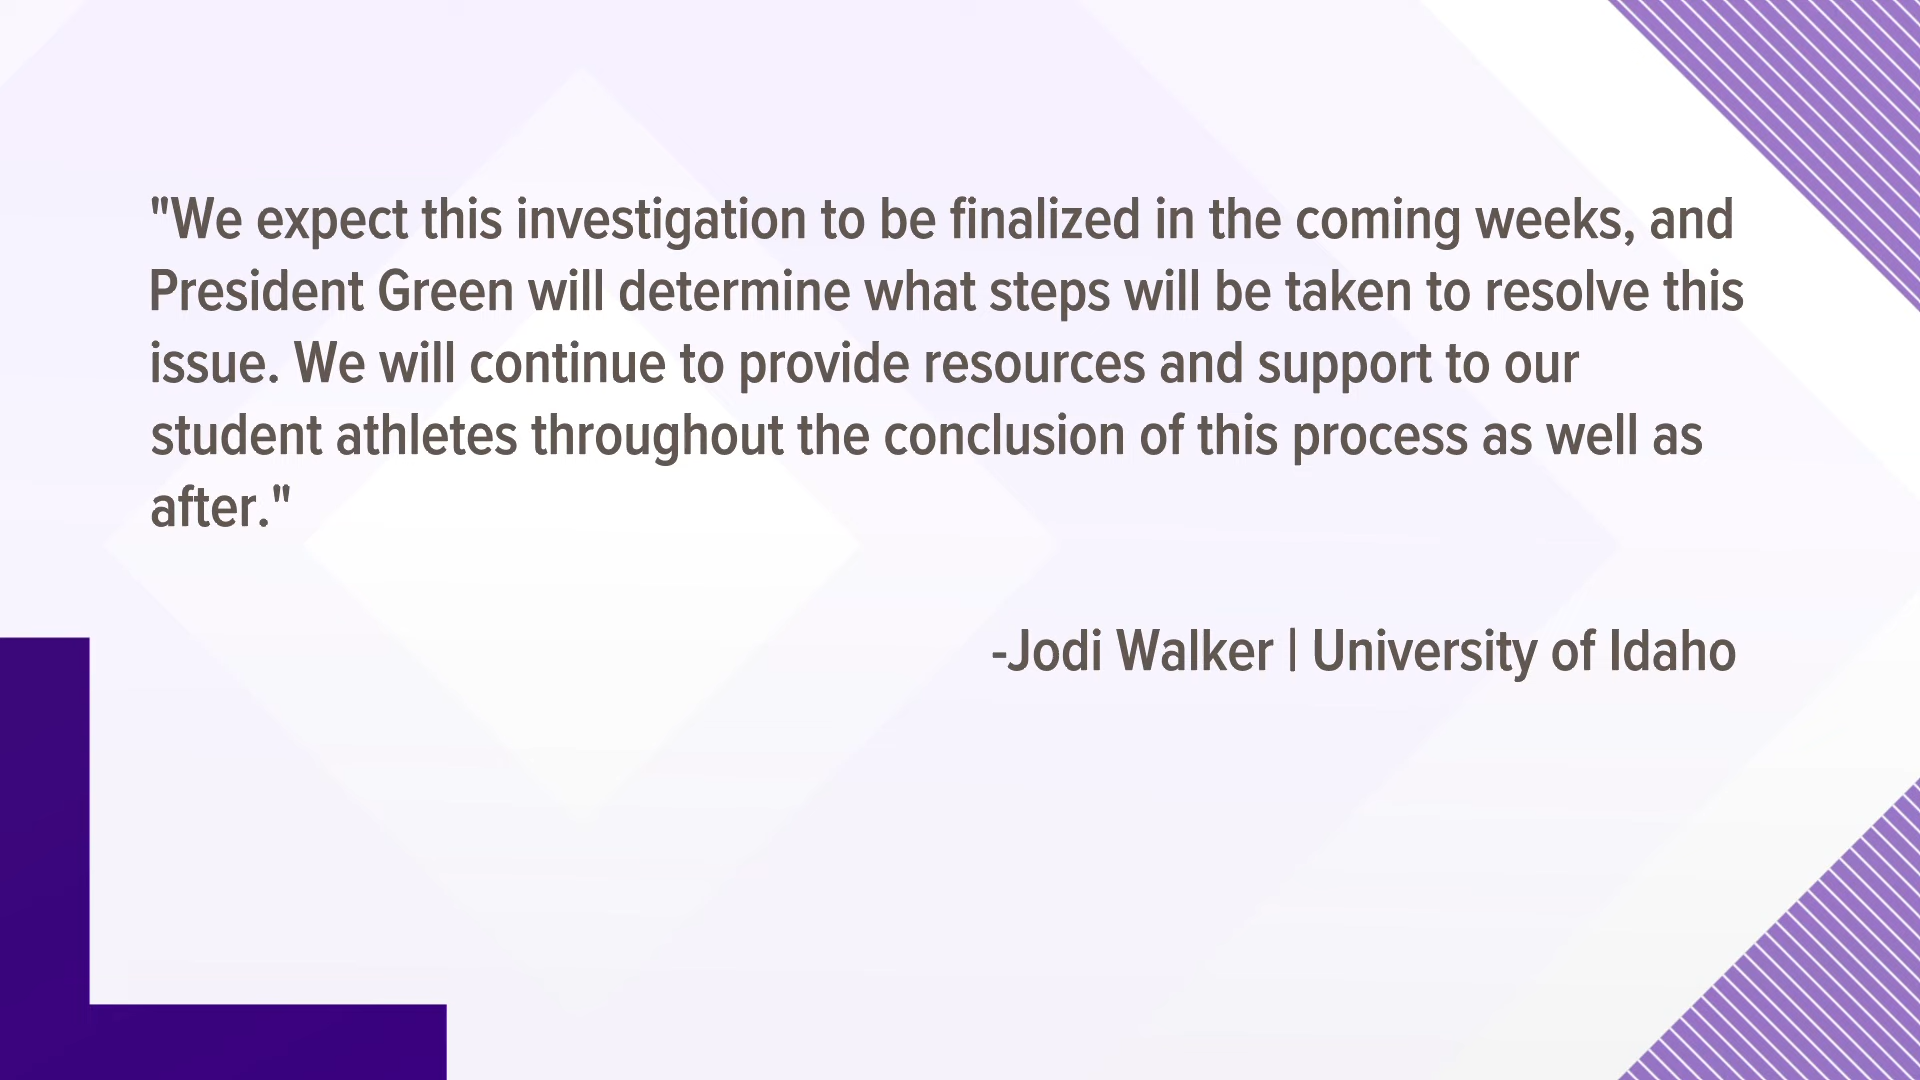 "We expect this investigation to be finalized in the coming weeks, and
President Green will determine what steps will be taken to resolve this
issue. We will continue to provide resources and support to our
student athletes throughout the conclusion of this process as well as
after."
-Jodi Walker | University of Idaho